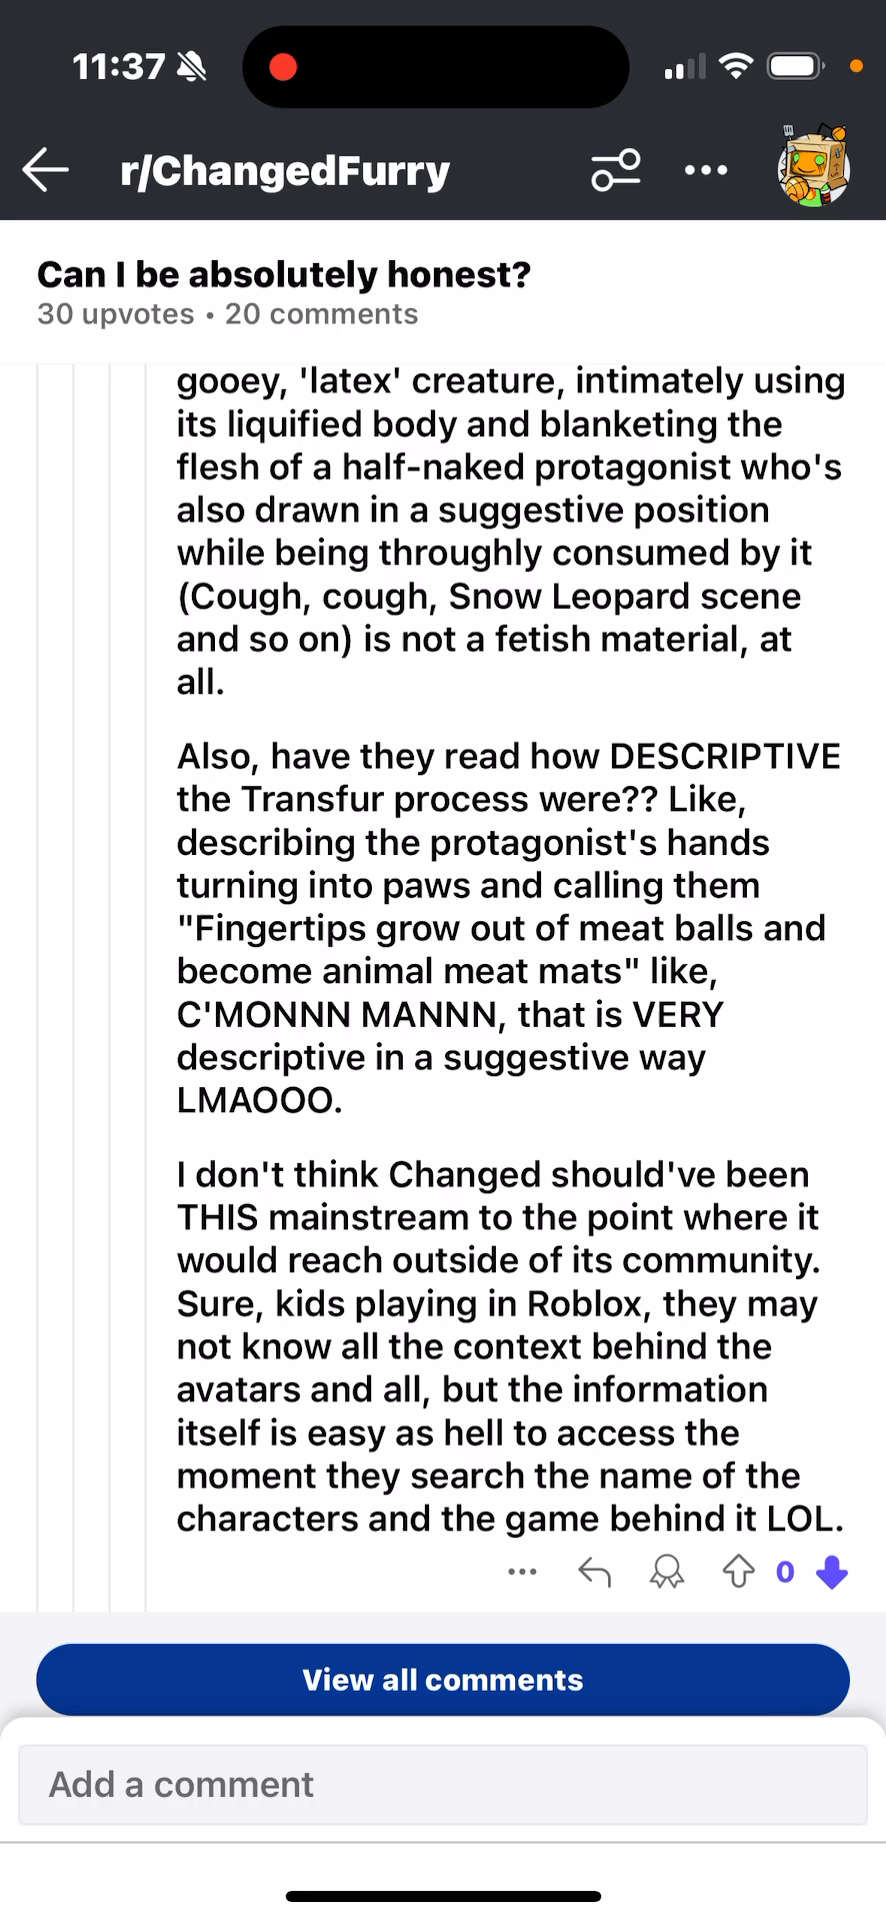 11:37
r/ChangedFurry
Can I be absolutely honest?
30 upvotes • 20 comments
gooey, 'latex' creature, intimately using
its liquified body and blanketing the
flesh of a half-naked protagonist who's
also drawn in a suggestive position
while being throughly consumed by it
(Cough, cough, Snow Leopard scene
and so on) is not a fetish material, at
all.
Also, have they read how DESCRIPTIVE
the Transfur process were?? Like,
describing the protagonist's hands
turning into paws and calling them
"Fingertips grow out of meat balls and
become animal meat mats" like,
C'MONNN MANNN, that is VERY
descriptive in a suggestive way
LMAOOO.
I don't think Changed should've been
THIS mainstream to the point where it
would reach outside of its community.
Sure, kids playing in Roblox, they may
not know all the context behind the
avatars and all, but the information
itself is easy as hell to access the
moment they search the name of the
characters and the game behind it LOL.
0
View all comments
Add a comment